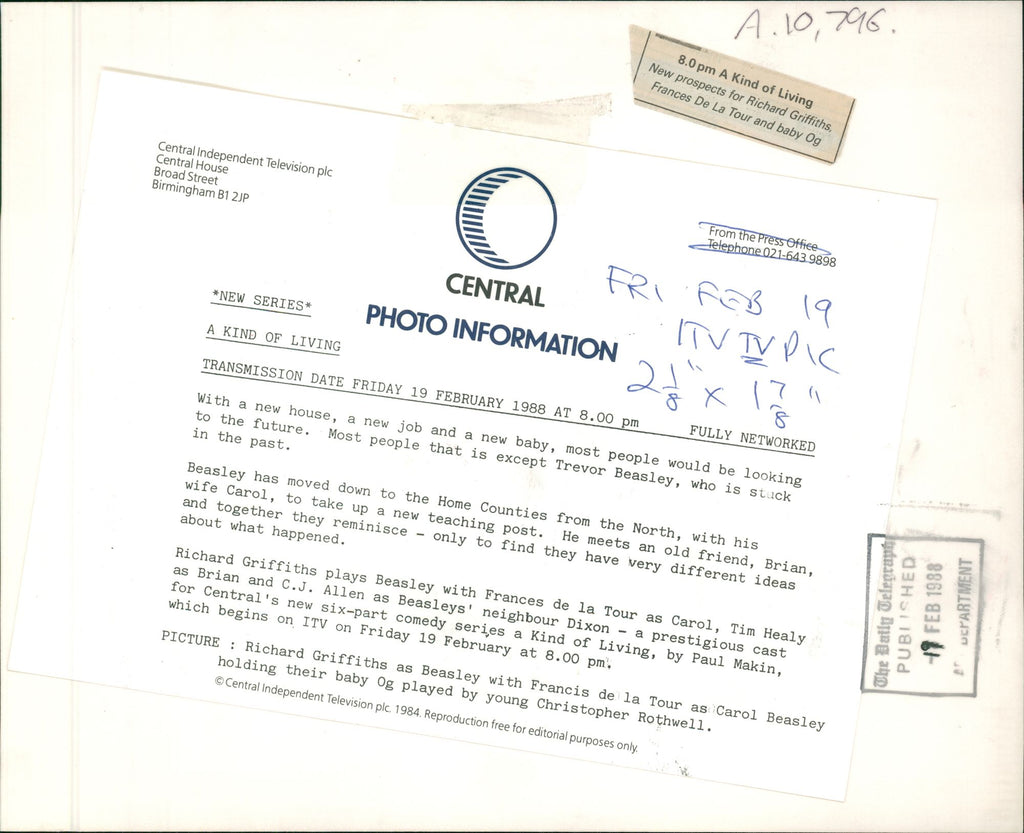 A.10,796.
8.0 pm A Kind of Living
New prospects for Richard Griffiths,
Frances De La Tour and baby Og
Central Independent Television plc
Central House
Broad Street
Birmingham B1 2JP
From the Press Office
Telephone 021-643 9898
CENTRAL
PHOTO INFORMATION
FRI FEB 19
ITV TV PIC
2 1/8" x 1 7/8"
*NEW SERIES*
A KIND OF LIVING
TRANSMISSION DATE FRIDAY 19 FEBRUARY 1988 AT 8.00 pm FULLY NETWORKED
With a new house, a new job and a new baby, most people would be looking
to the future. Most people that is except Trevor Beasley, who is stuck
in the past.
Beasley has moved down to the Home Counties from the North, with his
wife Carol, to take up a new teaching post. He meets an old friend, Brian,
and together they reminisce - only to find they have very different ideas
about what happened.
Richard Griffiths plays Beasley with Frances de la Tour as Carol, Tim Healy
as Brian and C.J. Allen as Beasleys' neighbour Dixon - a prestigious cast
for Central's new six-part comedy series a Kind of Living, by Paul Makin,
which begins on ITV on Friday 19 February at 8.00 pm.
PICTURE : Richard Griffiths as Beasley with Francis de la Tour as Carol Beasley
holding their baby Og played by young Christopher Rothwell.
© Central Independent Television plc. 1984. Reproduction free for editorial purposes only.
The Daily Telegraph
PUBLISHED
19 FEB 1988
DEPARTMENT